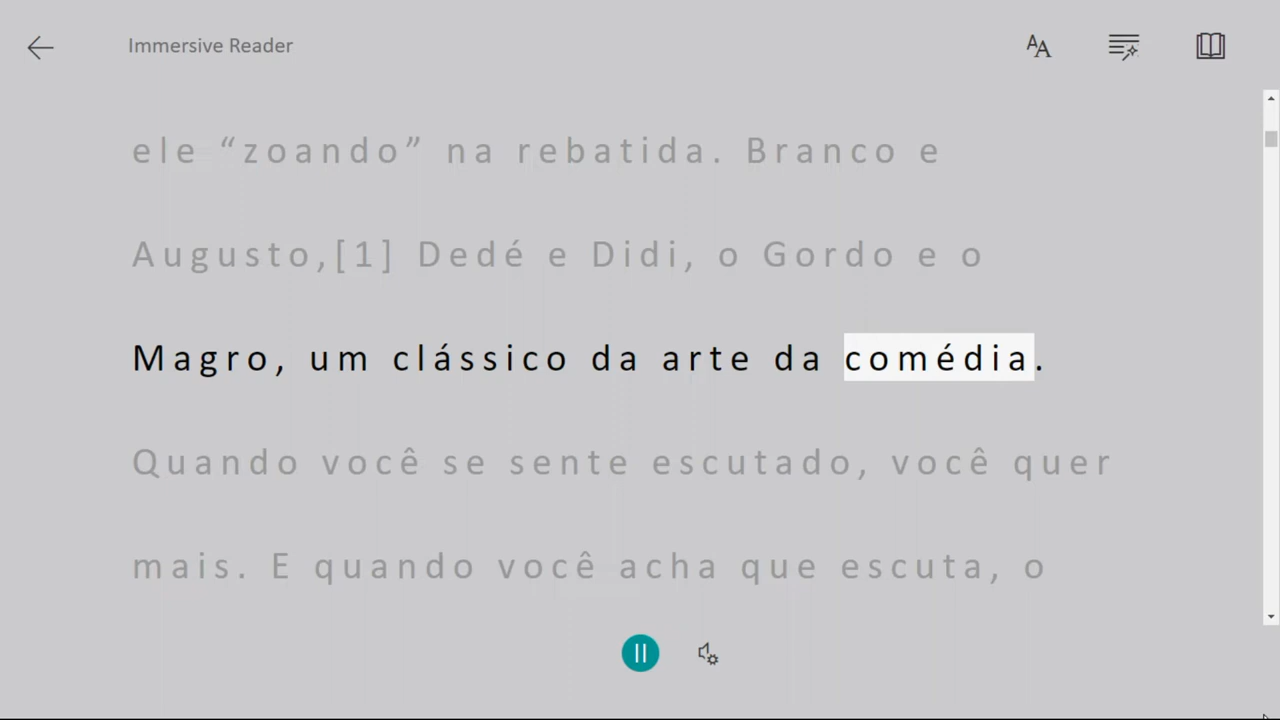 Immersive Reader
ele “zoando” na rebatida. Branco e
Augusto,[1] Dedé e Didi, o Gordo e o
Magro, um clássico da arte da comédia.
Quando você se sente escutado, você quer
mais. E quando você acha que escuta, o